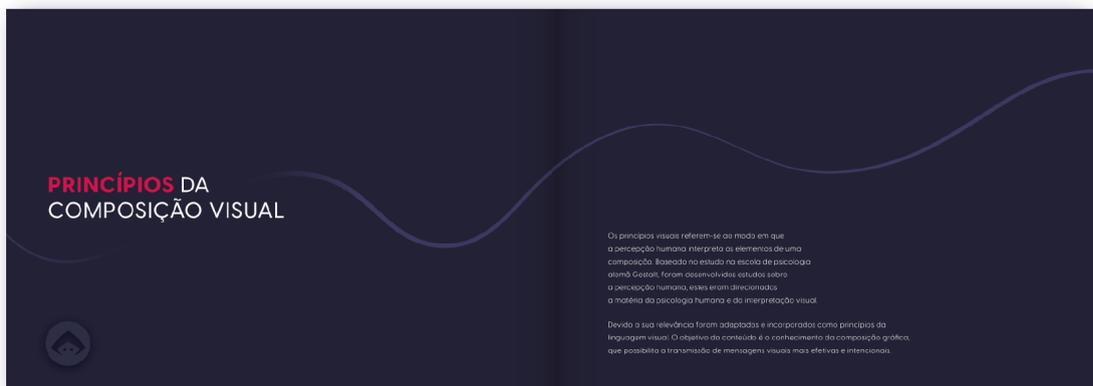 PRINCÍPIOS DA
COMPOSIÇÃO VISUAL
Os princípios visuais referem-se ao modo em que
a percepção humana interpreta os elementos de uma
composição. Baseado no estudo na escola de psicologia
alemã Gestalt, foram desenvolvidos estudos sobre
a percepção humana, estes eram direcionados
a matéria da psicologia humana e da interpretação visual.
Devido a sua relevância foram adaptados e incorporados como princípios da
linguagem visual. O objetivo do conteúdo é o conhecimento da composição gráfica,
que possibilita a transmissão de mensagens visuais mais efetivas e intencionais.